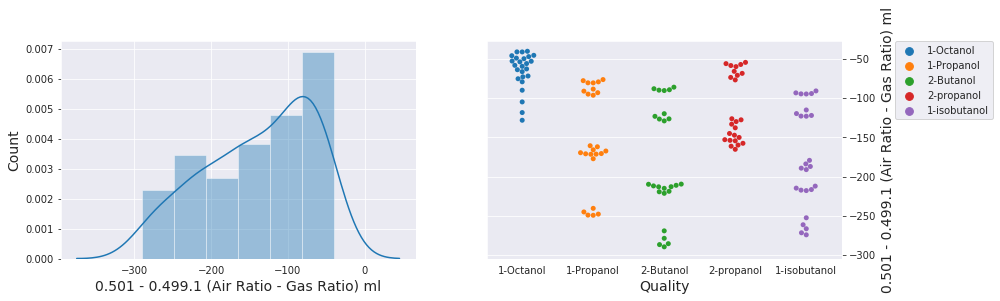 0.007
0.006
0.005
0.004
0.003
0.002
0.001
0.000
Count
−300
−200
−100
0
0.501 - 0.499.1 (Air Ratio - Gas Ratio) ml
1-Octanol
1-Propanol
2-Butanol
2-propanol
1-isobutanol
Quality
−50
−100
−150
−200
−250
−300
0.501 - 0.499.1 (Air Ratio - Gas Ratio) ml
1-Octanol
1-Propanol
2-Butanol
2-propanol
1-isobutanol